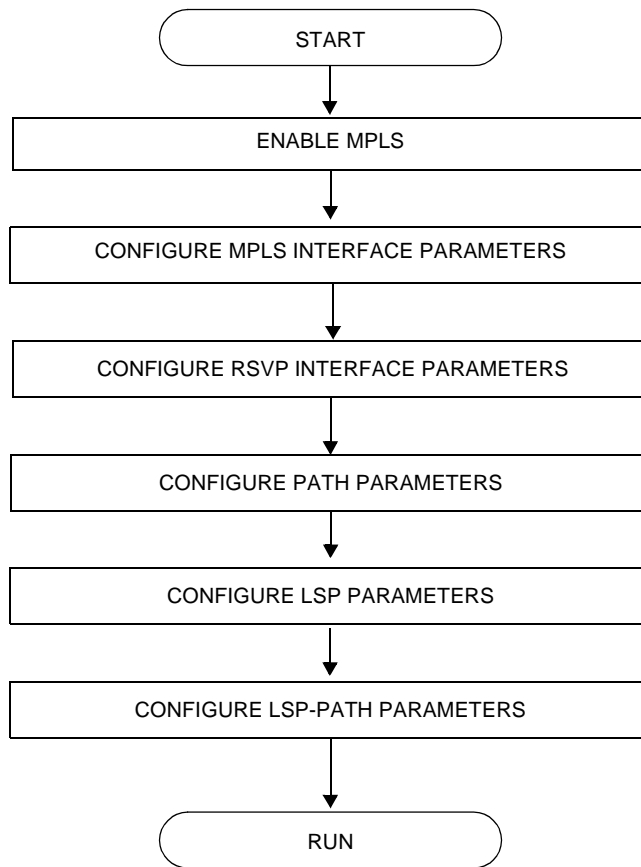 START
ENABLE MPLS
CONFIGURE MPLS INTERFACE PARAMETERS
CONFIGURE RSVP INTERFACE PARAMETERS
CONFIGURE PATH PARAMETERS
CONFIGURE LSP PARAMETERS
CONFIGURE LSP-PATH PARAMETERS
RUN